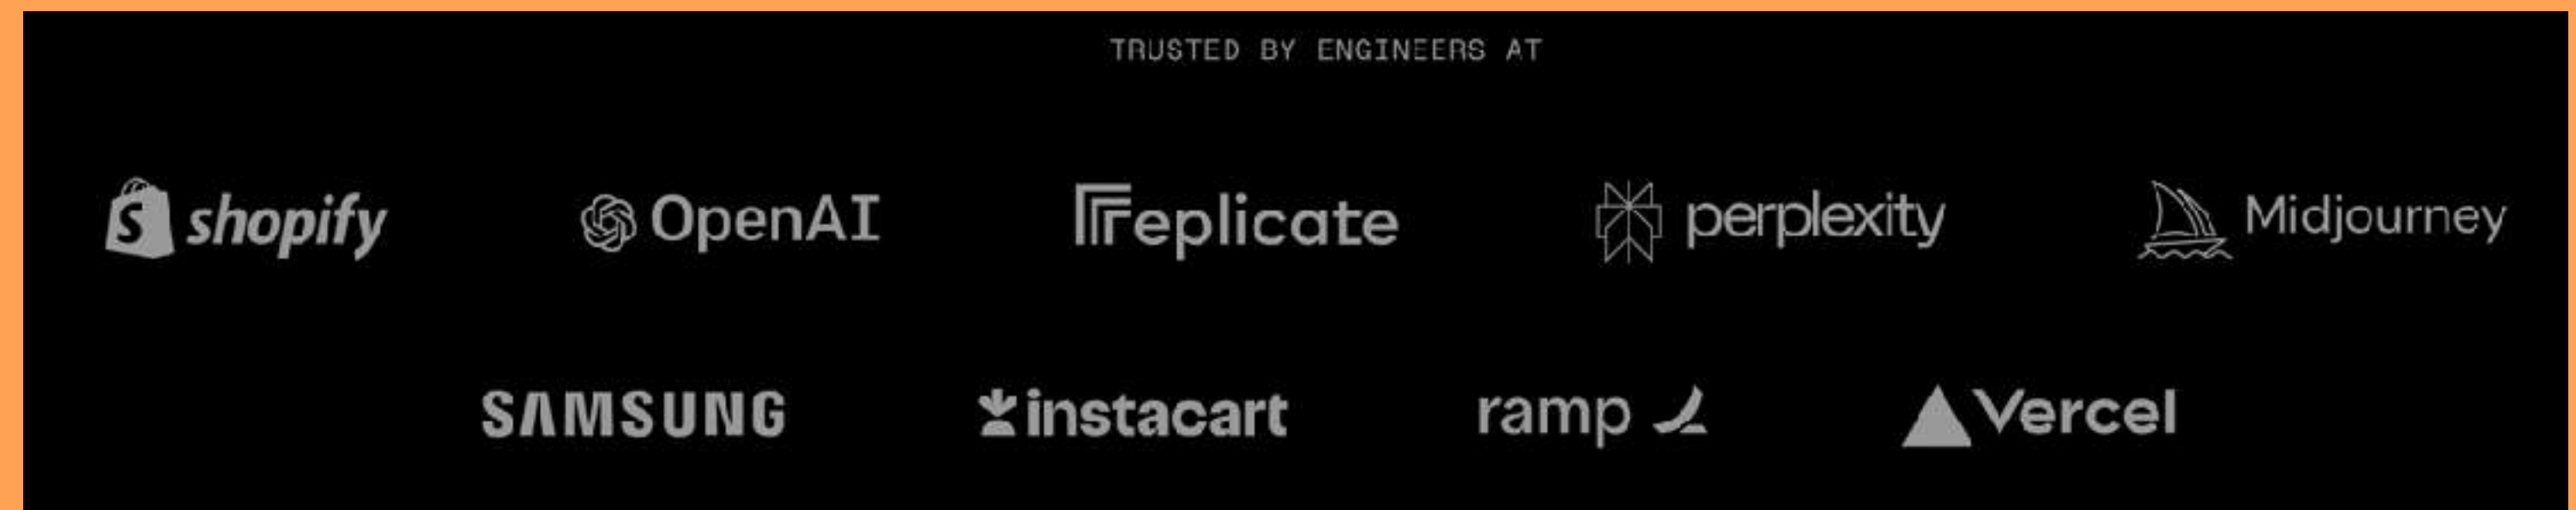 TRUSTED BY ENGINEERS AT
shopify OpenAI replicate perplexity Midjourney
SAMSUNG instacart ramp Vercel